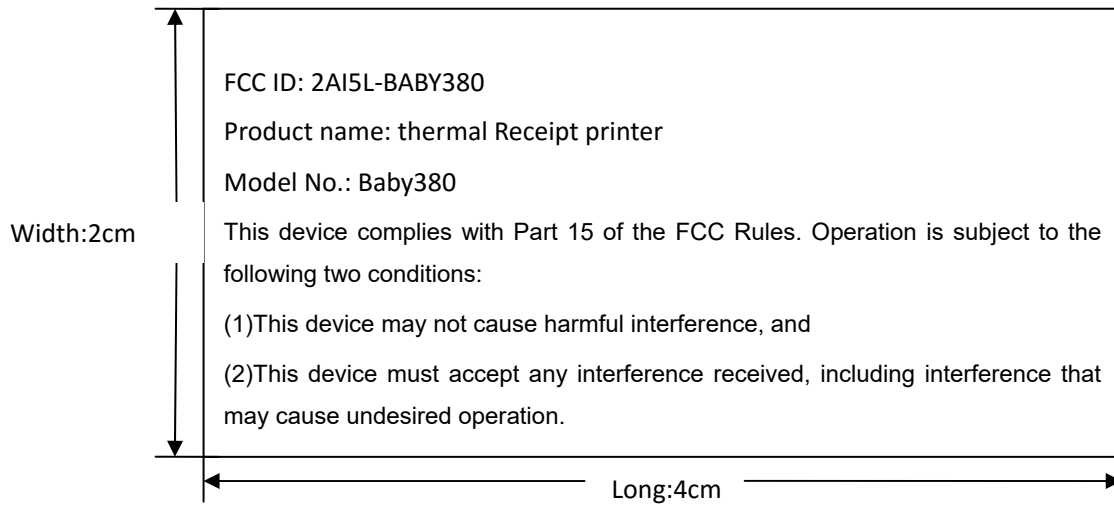 FCC ID: 2AI5L-BABY380
Product name: thermal Receipt printer
Model No.: Baby380
Width:2cm
This device complies with Part 15 of the FCC Rules. Operation is subject to the
following two conditions:
(1)This device may not cause harmful interference, and
(2)This device must accept any interference received, including interference that
may cause undesired operation.
Long:4cm